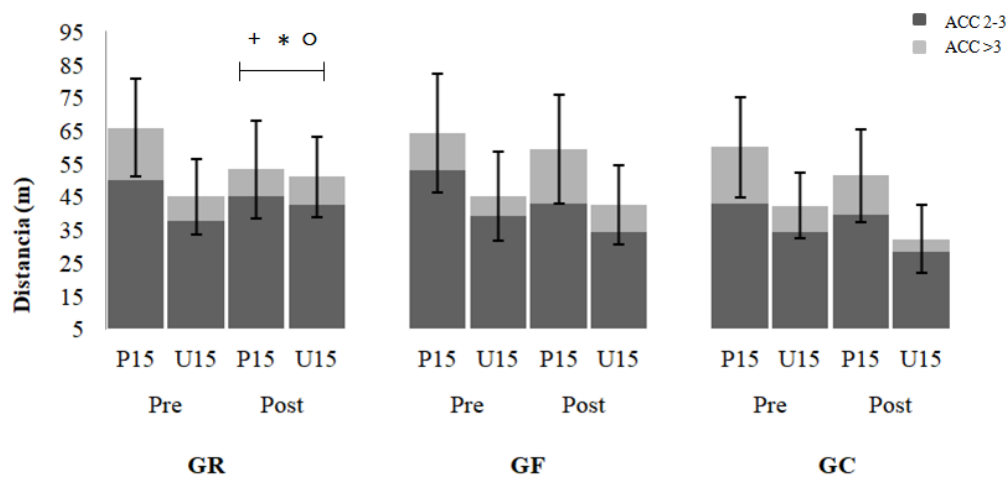 95
85
75
65
55
45
35
25
15
5
Distancia (m)
+ * O
ACC 2-3
ACC >3
P15 U15 P15 U15 P15 U15 P15 U15 P15 U15 P15 U15
Pre Post Pre Post Pre Post
GR GF GC